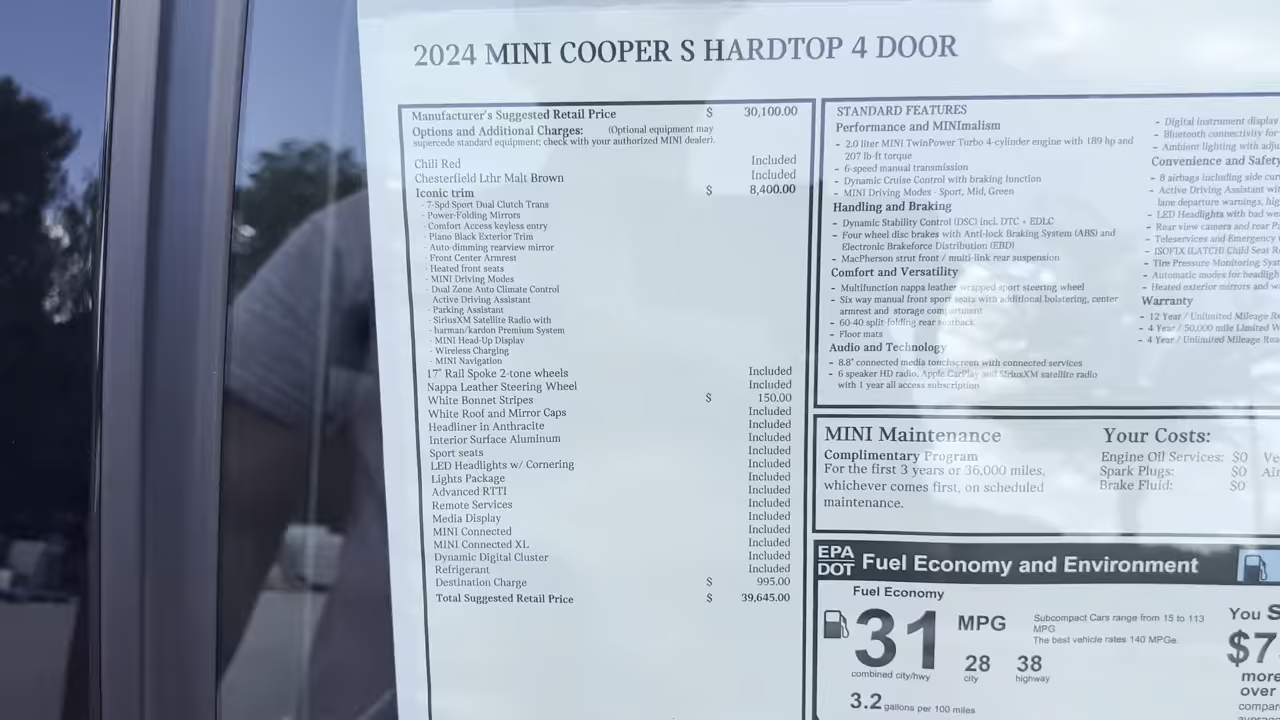 2024 MINI COOPER S HARDTOP 4 DOOR
Manufacturer's Suggested Retail Price $ 30,100.00
Options and Additional Charges: (Optional equipment may
supercede standard equipment; check with your authorized MINI dealer).
Chili Red Included
Chesterfield Lthr Malt Brown Included
Iconic trim $ 8,400.00
- 7-Spd Sport Dual Clutch Trans
- Power-Folding Mirrors
- Comfort Access keyless entry
- Piano Black Exterior Trim
- Auto-dimming rearview mirror
- Front Center Armrest
- Heated front seats
- MINI Driving Modes
- Dual Zone Auto Climate Control
Active Driving Assistant
- Parking Assistant
- SiriusXM Satellite Radio with
- harman/kardon Premium System
- MINI Head-Up Display
- Wireless Charging
- MINI Navigation
17" Rail Spoke 2-tone wheels Included
Nappa Leather Steering Wheel Included
White Bonnet Stripes $ 150.00
White Roof and Mirror Caps Included
Headliner in Anthracite Included
Interior Surface Aluminum Included
Sport seats Included
LED Headlights w/ Cornering Included
Lights Package Included
Advanced RTTI Included
Remote Services Included
Media Display Included
MINI Connected Included
MINI Connected XL Included
Dynamic Digital Cluster Included
Refrigerant Included
Destination Charge $ 995.00
Total Suggested Retail Price $ 39,645.00
STANDARD FEATURES
Performance and MINImalism
- 2.0 liter MINI TwinPower Turbo 4-cylinder engine with 189 hp and
207 lb-ft torque
- 6-speed manual transmission
- Dynamic Cruise Control with braking function
- MINI Driving Modes - Sport, Mid, Green
Handling and Braking
- Dynamic Stability Control (DSC) incl. DTC + EDLC
- Four wheel disc brakes with Anti-lock Braking System (ABS) and
Electronic Brakeforce Distribution (EBD)
- MacPherson strut front / multi-link rear suspension
Comfort and Versatility
- Multifunction nappa leather wrapped sport steering wheel
- Six way manual front sport seats with additional bolstering, center
armrest and storage compartment
- 60-40 split-folding rear seatback
- Floor mats
Audio and Technology
- 8.8" connected media touchscreen with connected services
- 6 speaker HD radio, Apple CarPlay and SiriusXM satellite radio
with 1 year all access subscription
- Digital instrument display
- Bluetooth connectivity for
- Ambient lighting with
Convenience and Safety
- 8 airbags including side
- Active Driving Assistant
lane departure warnings,
- LED Headlights with bad
- Rear view camera and rear
- Teleservices and Emergency
- ISOFIX (LATCH) Child Seat
- Tire Pressure Monitoring
- Automatic modes for
- Heated exterior mirrors and
Warranty
- 12 Year / Unlimited Mileage
- 4 Year / 50,000 mile Limited
- 4 Year / Unlimited Mileage
MINI Maintenance
Complimentary Program
For the first 3 years or 36,000 miles,
whichever comes first, on scheduled
maintenance.
Your Costs:
Engine Oil Services: $0
Spark Plugs: $0
Brake Fluid: $0
EPA
DOT Fuel Economy and Environment
Fuel Economy
31 MPG
combined city/hwy
28 city
38 highway
Subcompact Cars range from 15 to 113
MPG
The best vehicle rates 140 MPGe.
3.2 gallons per 100 miles
You
$7
more
over